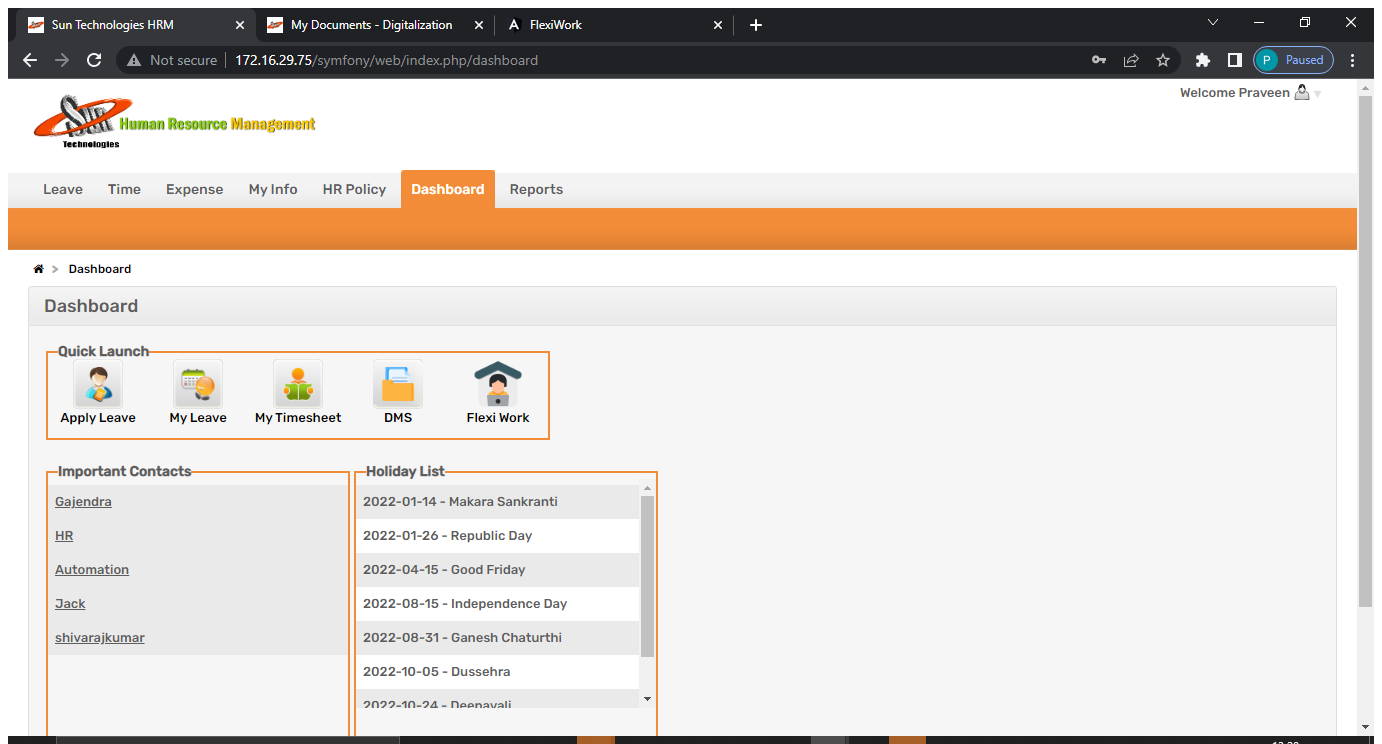 Sun Technologies HRM
My Documents - Digitalization
FlexiWork
Not secure
172.16.29.75/symfony/web/index.php/dashboard
P Paused
Welcome Praveen
Sun Human Resource Management
Technologies
Leave Time Expense My Info HR Policy Dashboard Reports
> Dashboard
Dashboard
Quick Launch
Apply Leave My Leave My Timesheet DMS Flexi Work
Important Contacts
Gajendra
HR
Automation
Jack
shivarajkumar
Holiday List
2022-01-14 - Makara Sankranti
2022-01-26 - Republic Day
2022-04-15 - Good Friday
2022-08-15 - Independence Day
2022-08-31 - Ganesh Chaturthi
2022-10-05 - Dussehra
2022-10-24 - Deepavali